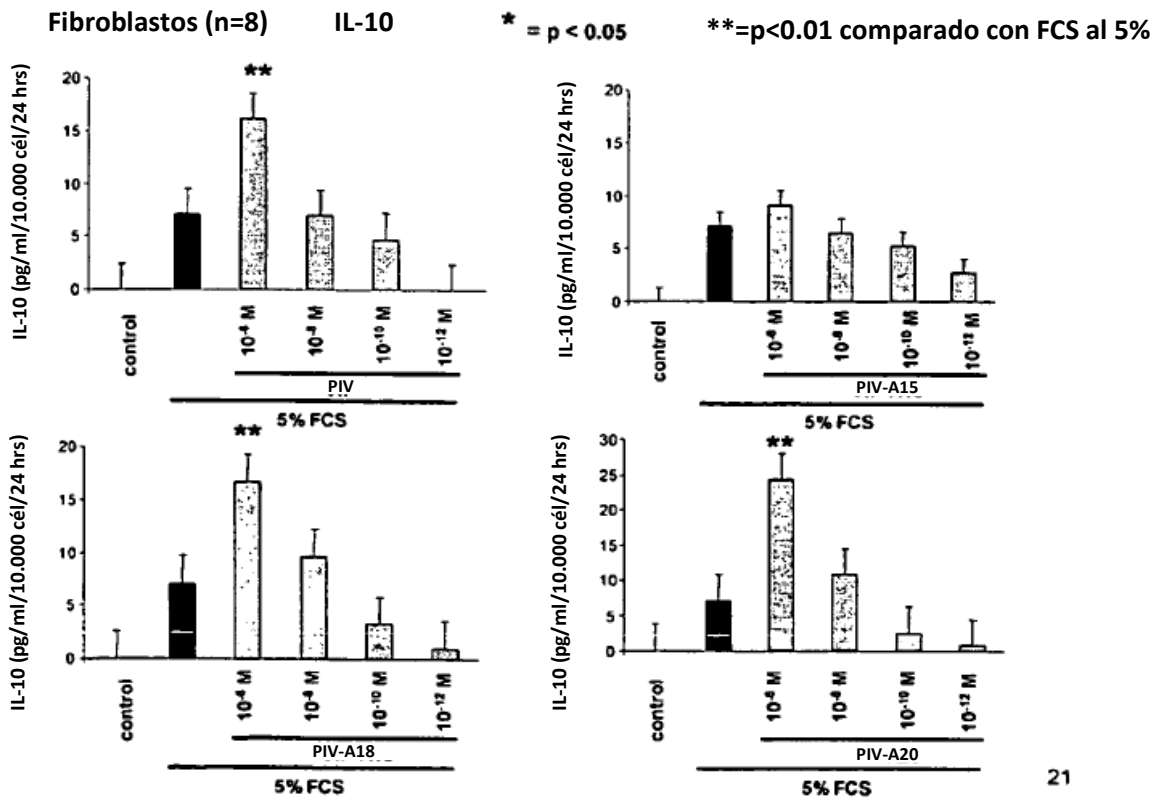 Fibroblastos (n=8) IL-10 * = p < 0.05 **=p<0.01 comparado con FCS al 5%
IL-10 (pg/ml/10.000 cél/24 hrs)
20
15
10
5
0
**
control
10⁻⁶ M
10⁻⁸ M
10⁻¹⁰ M
10⁻¹² M
PIV
5% FCS
IL-10 (pg/ml/10.000 cél/24 hrs)
20
15
10
5
0
control
10⁻⁶ M
10⁻⁸ M
10⁻¹⁰ M
10⁻¹² M
PIV-A15
5% FCS
IL-10 (pg/ml/10.000 cél/24 hrs)
20
15
10
5
0
**
control
10⁻⁶ M
10⁻⁸ M
10⁻¹⁰ M
10⁻¹² M
PIV-A18
5% FCS
IL-10 (pg/ml/10.000 cél/24 hrs)
30
25
20
15
10
5
0
**
control
10⁻⁶ M
10⁻⁸ M
10⁻¹⁰ M
10⁻¹² M
PIV-A20
5% FCS
21